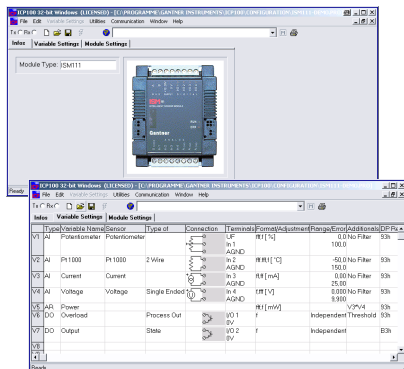 ICP100 32-bit Windows (LICENSED) - [C:\PROGRAMME\GANTNER INSTRUMENTS\ICP100\CONFIGURATION
File Edit Variable Settings Utilities Communication Window Help
Tx Rx
Infos Variable Settings Module Settings
Module Type: ISM111
Gantner
Ready
ICP100 32-bit Windows (LICENSED) - [C:\PROGRAMME\GANTNER INSTRUMENTS\ICP100\CONFIGURATION
File Edit Variable Settings Utilities Communication Window Help
Tx Rx
Infos Variable Settings Module Settings
Type Variable Name Sensor Type of Connection Terminals Format/Adjustment Range/Error Additionals DP Re
V1 AI Potentiometer Potentiometer UF fff,f [ %] 0,0 No Filter 93h
In 1 100,0
AGND
V2 AI Pt1000 Pt1000 2 Wire In 2 fff,f [ °C] -50,0 No Filter 93h
AGND 150,0
V3 AI Current Current In 3 ff,ff [ mA] 0,00 No Filter 93h
AGND 25,00
V4 AI Voltage Voltage Single Ended In 4 f,fff [ V] 0,000 No Filter 93h
AGND 9,900
V5 AR Power fff,f [ mW] V3*V4 93h
V6 DO Overload Process Out I/O 1 f Independent Threshold 93h
0V
V7 DO Output State I/O 2 f Independent B3h
0V
V8
Ready